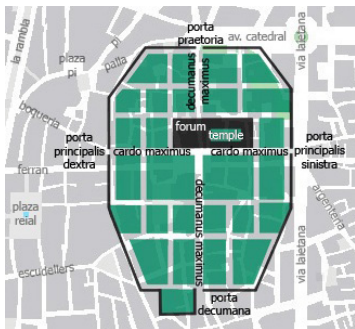 porta
praetoria
av. catedral
via laietana
la rambla
pi
palla
plaza
pi
decumanus
maximus
boqueria
forum
temple
porta
principalis
dextra
cardo maximus
cardo maximus
porta
principalis
sinistra
ferran
decumanus maximus
argenteria
plaza
reial
escudellers
via laietana
porta
decumana